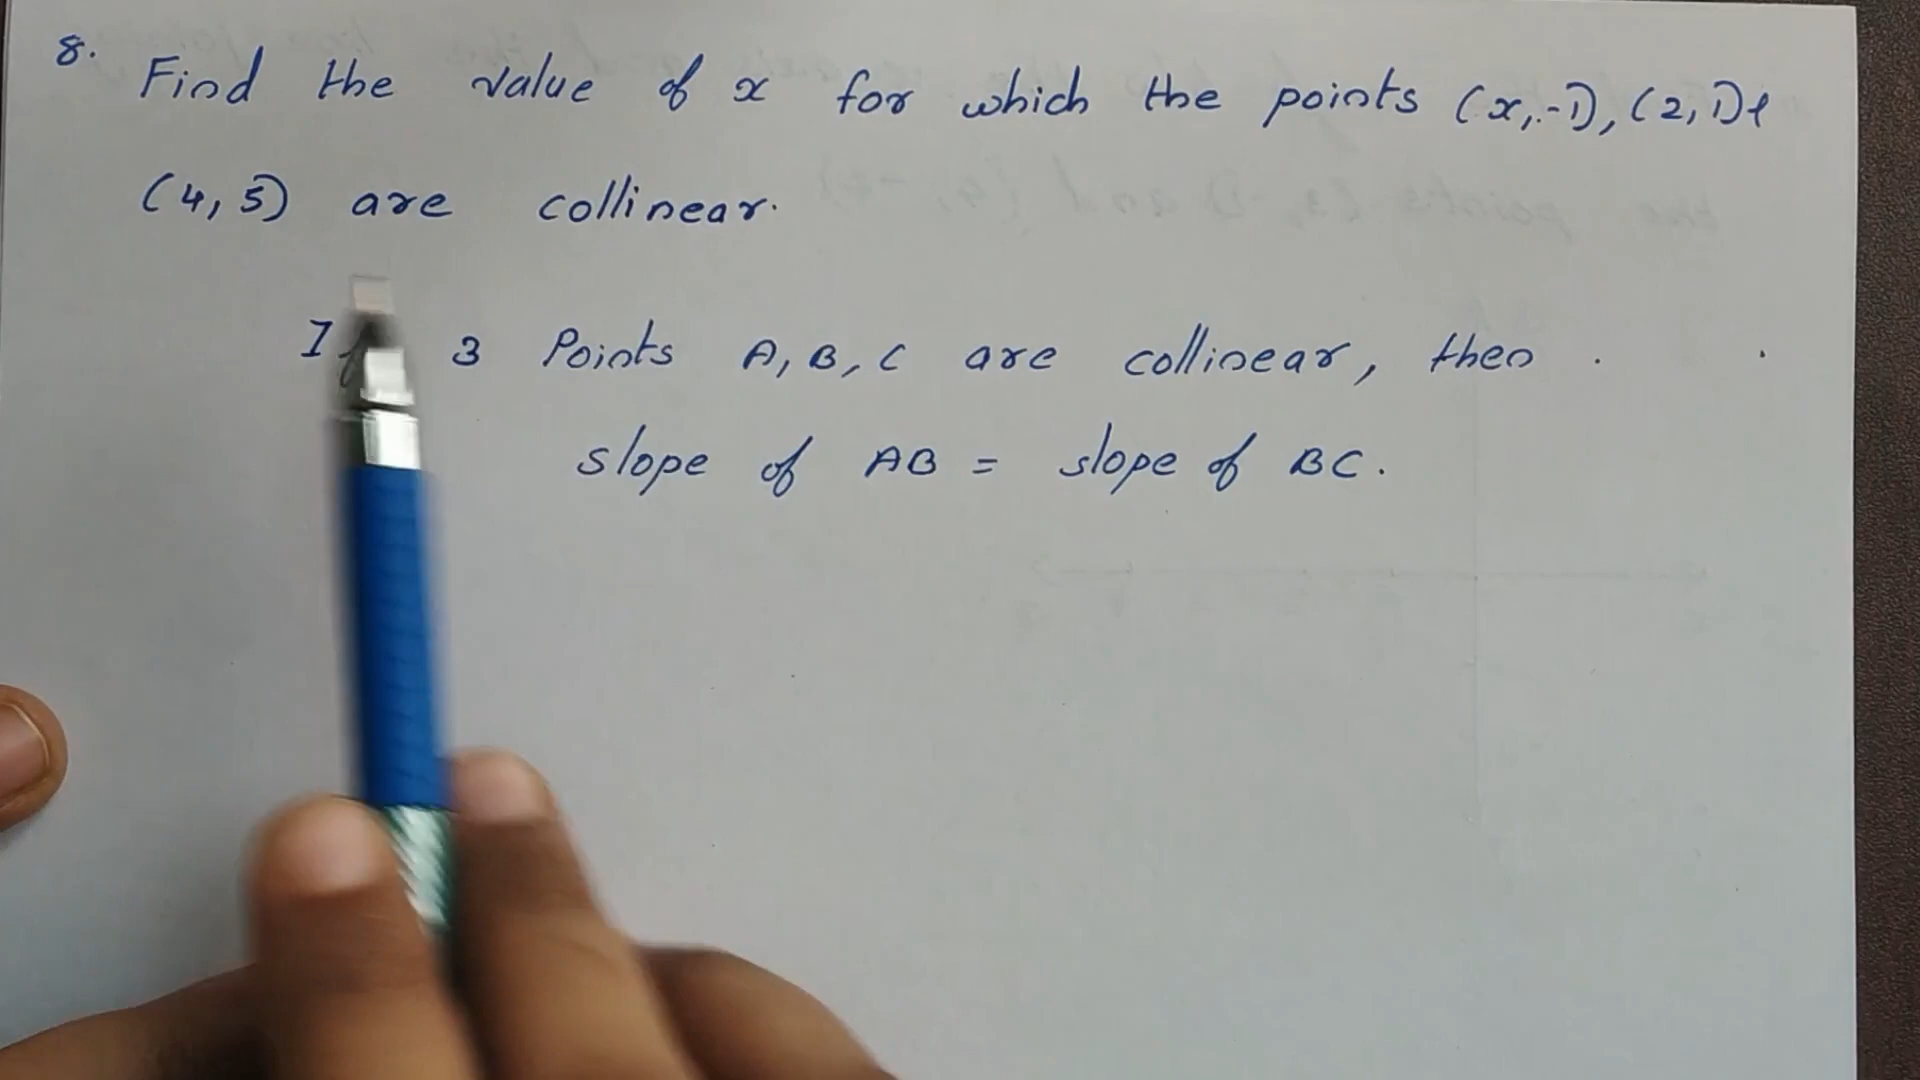 8. Find the value of x for which the points (x,-1), (2,1) &
(4,5) are collinear.
If 3 Points A, B, C are collinear, then
slope of AB = slope of BC.